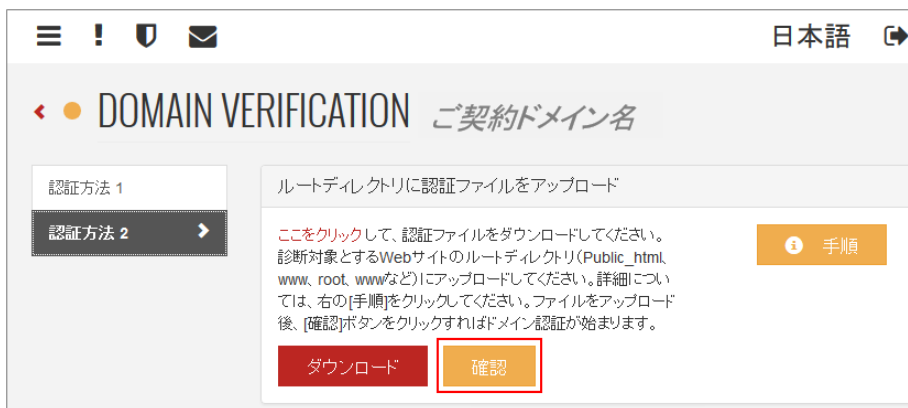 日本語
DOMAIN VERIFICATION ご契約ドメイン名
認証方法 1
認証方法 2
ルートディレクトリに認証ファイルをアップロード
ここをクリックして、認証ファイルをダウンロードしてください。
診断対象とするWebサイトのルートディレクトリ(Public_html、
www、root、wwwなど)にアップロードしてください。詳細につい
ては、右の[手順]をクリックしてください。ファイルをアップロード
後、[確認]ボタンをクリックすればドメイン認証が始まります。
手順
ダウンロード
確認